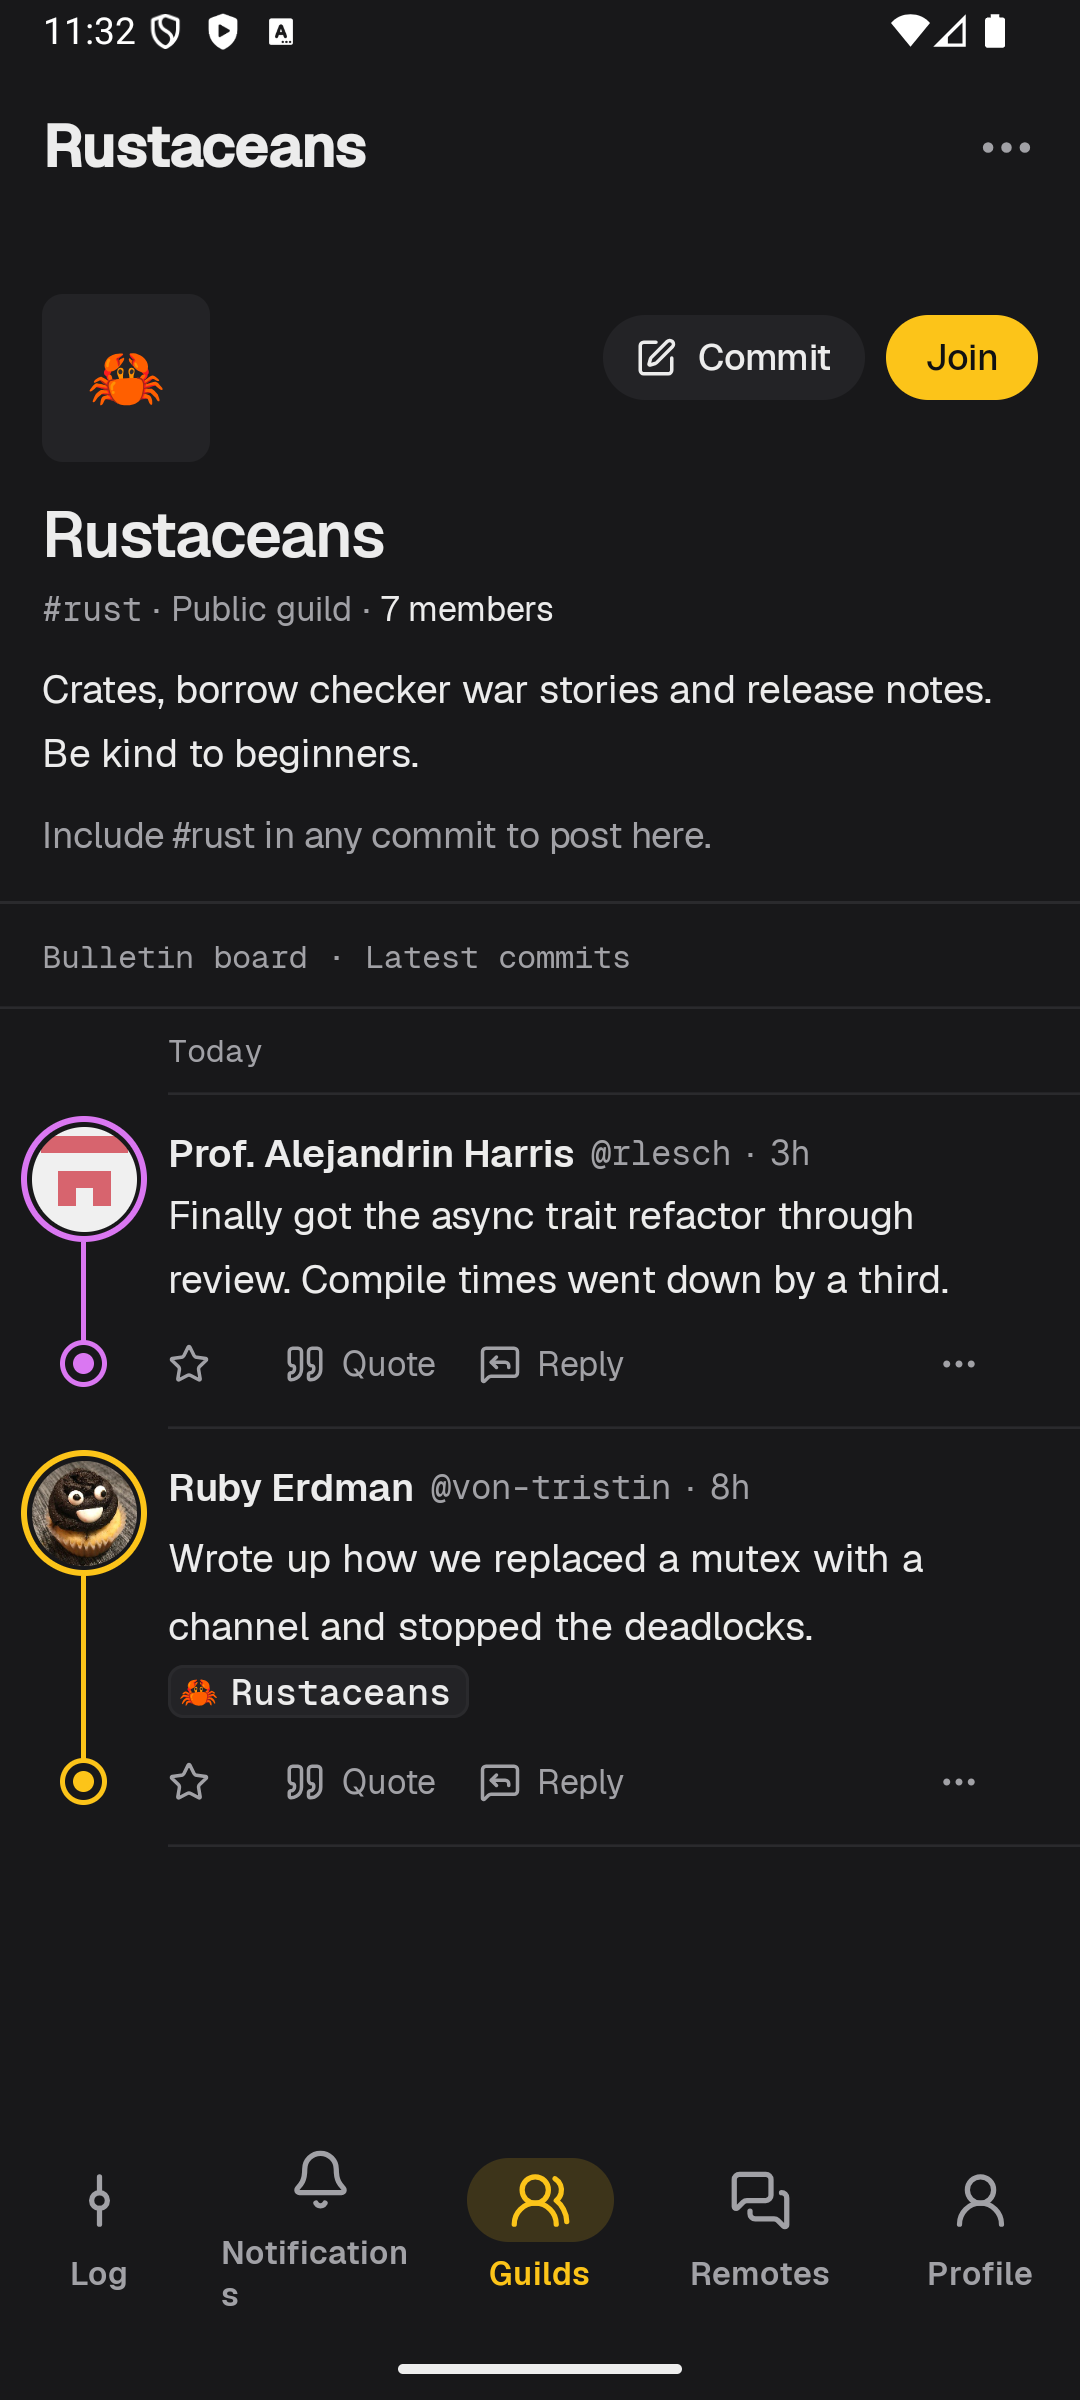 11:32
Rustaceans
Commit
Join
Rustaceans
#rust · Public guild · 7 members
Crates, borrow checker war stories and release notes.
Be kind to beginners.
Include #rust in any commit to post here.
Bulletin board · Latest commits
Today
Prof. Alejandrin Harris @rlesch · 3h
Finally got the async trait refactor through
review. Compile times went down by a third.
Quote Reply
Ruby Erdman @von-tristin · 8h
Wrote up how we replaced a mutex with a
channel and stopped the deadlocks.
🦀 Rustaceans
Quote Reply
Log
Notification
s
Guilds
Remotes
Profile